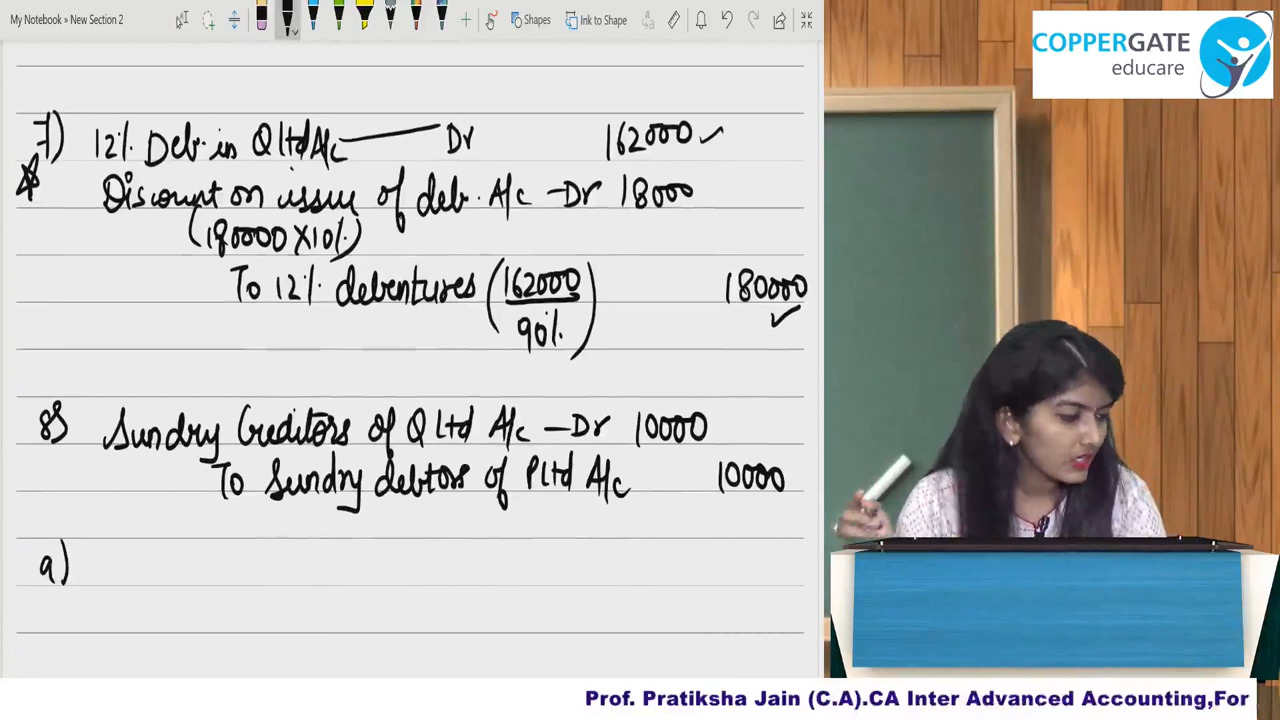 My Notebook » New Section 2
Shapes
Ink to Shape
COPPERGATE
educare
7) 12% Deb. in Q Ltd A/c — Dr 162000 ✓
Discount on issue of deb. A/c - Dr 18000
(180000 X 10%)
To 12% debentures (162000/90%) 180000 ✓
8) Sundry Creditors of Q Ltd A/c - Dr 10000
To Sundry debtors of P Ltd A/c 10000
9)
Prof. Pratiksha Jain (C.A).CA Inter Advanced Accounting,For